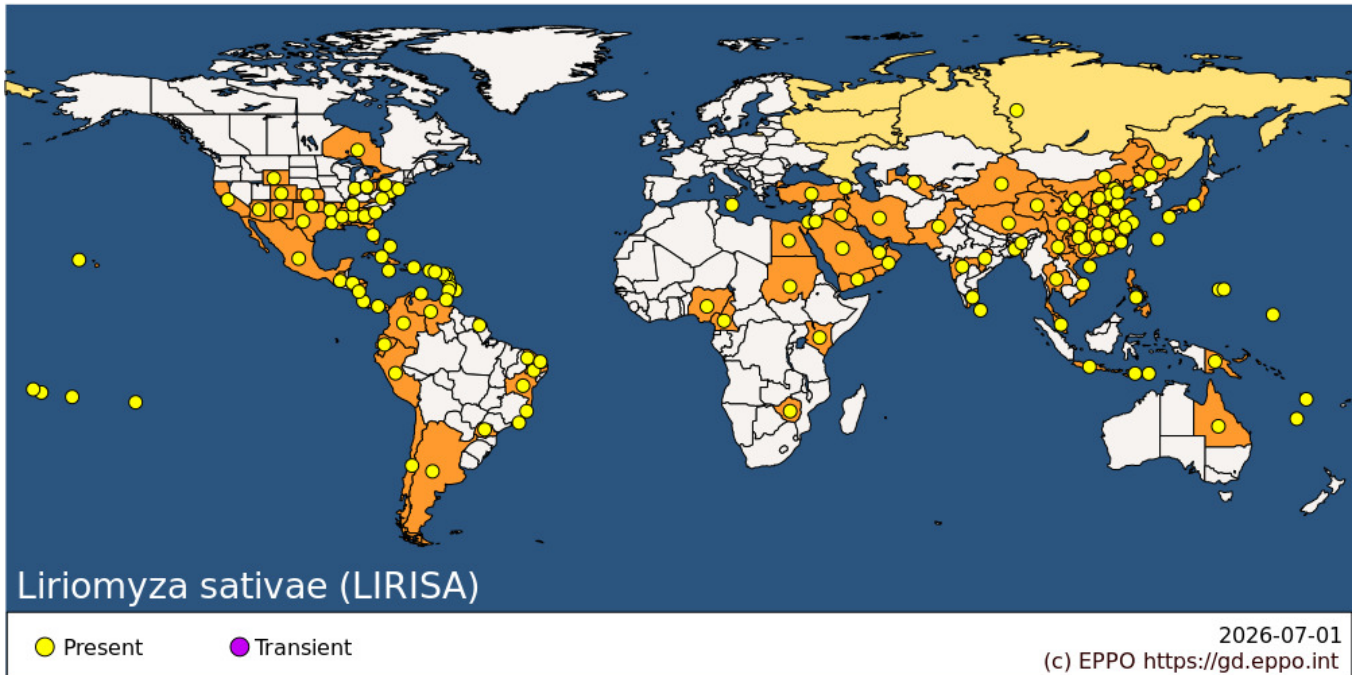 Liriomyza sativae (LIRISA)
Present
Transient
2026-07-01
(c) EPPO https://gd.eppo.int